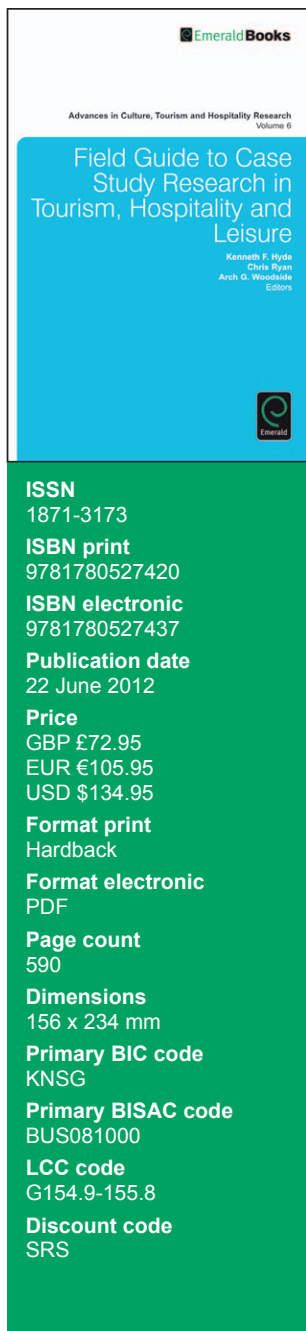 Emerald Books
Advances in Culture, Tourism and Hospitality Research
Volume 6
Field Guide to Case
Study Research in
Tourism, Hospitality and
Leisure
Kenneth F. Hyde
Chris Ryan
Arch G. Woodside
Editors
Emerald
ISSN
1871-3173
ISBN print
9781780527420
ISBN electronic
9781780527437
Publication date
22 June 2012
Price
GBP £72.95
EUR €105.95
USD $134.95
Format print
Hardback
Format electronic
PDF
Page count
590
Dimensions
156 x 234 mm
Primary BIC code
KNSG
Primary BISAC code
BUS081000
LCC code
G154.9-155.8
Discount code
SRS